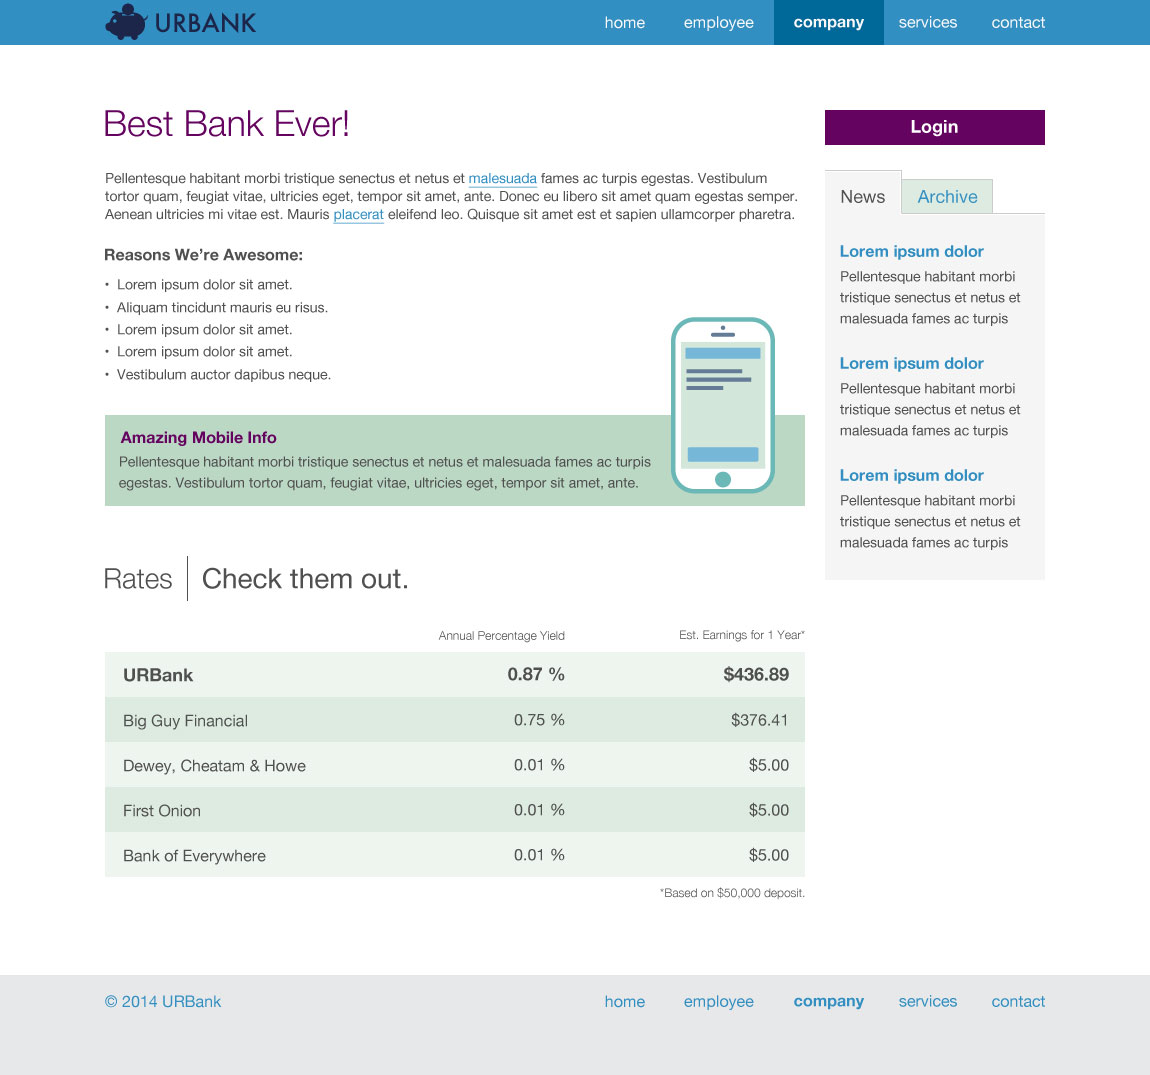 URBANK
home employee company services contact
Best Bank Ever!
Pellentesque habitant morbi tristique senectus et netus et malesuada fames ac turpis egestas. Vestibulum
tortor quam, feugiat vitae, ultricies eget, tempor sit amet, ante. Donec eu libero sit amet quam egestas semper.
Aenean ultricies mi vitae est. Mauris placerat eleifend leo. Quisque sit amet est et sapien ullamcorper pharetra.
Reasons We’re Awesome:
• Lorem ipsum dolor sit amet.
• Aliquam tincidunt mauris eu risus.
• Lorem ipsum dolor sit amet.
• Lorem ipsum dolor sit amet.
• Vestibulum auctor dapibus neque.
Amazing Mobile Info
Pellentesque habitant morbi tristique senectus et netus et malesuada fames ac turpis
egestas. Vestibulum tortor quam, feugiat vitae, ultricies eget, tempor sit amet, ante.
Rates Check them out.
Annual Percentage Yield Est. Earnings for 1 Year*
URBank 0.87 % $436.89
Big Guy Financial 0.75 % $376.41
Dewey, Cheatam & Howe 0.01 % $5.00
First Onion 0.01 % $5.00
Bank of Everywhere 0.01 % $5.00
*Based on $50,000 deposit.
Login
News Archive
Lorem ipsum dolor
Pellentesque habitant morbi
tristique senectus et netus et
malesuada fames ac turpis
Lorem ipsum dolor
Pellentesque habitant morbi
tristique senectus et netus et
malesuada fames ac turpis
Lorem ipsum dolor
Pellentesque habitant morbi
tristique senectus et netus et
malesuada fames ac turpis
© 2014 URBank
home employee company services contact